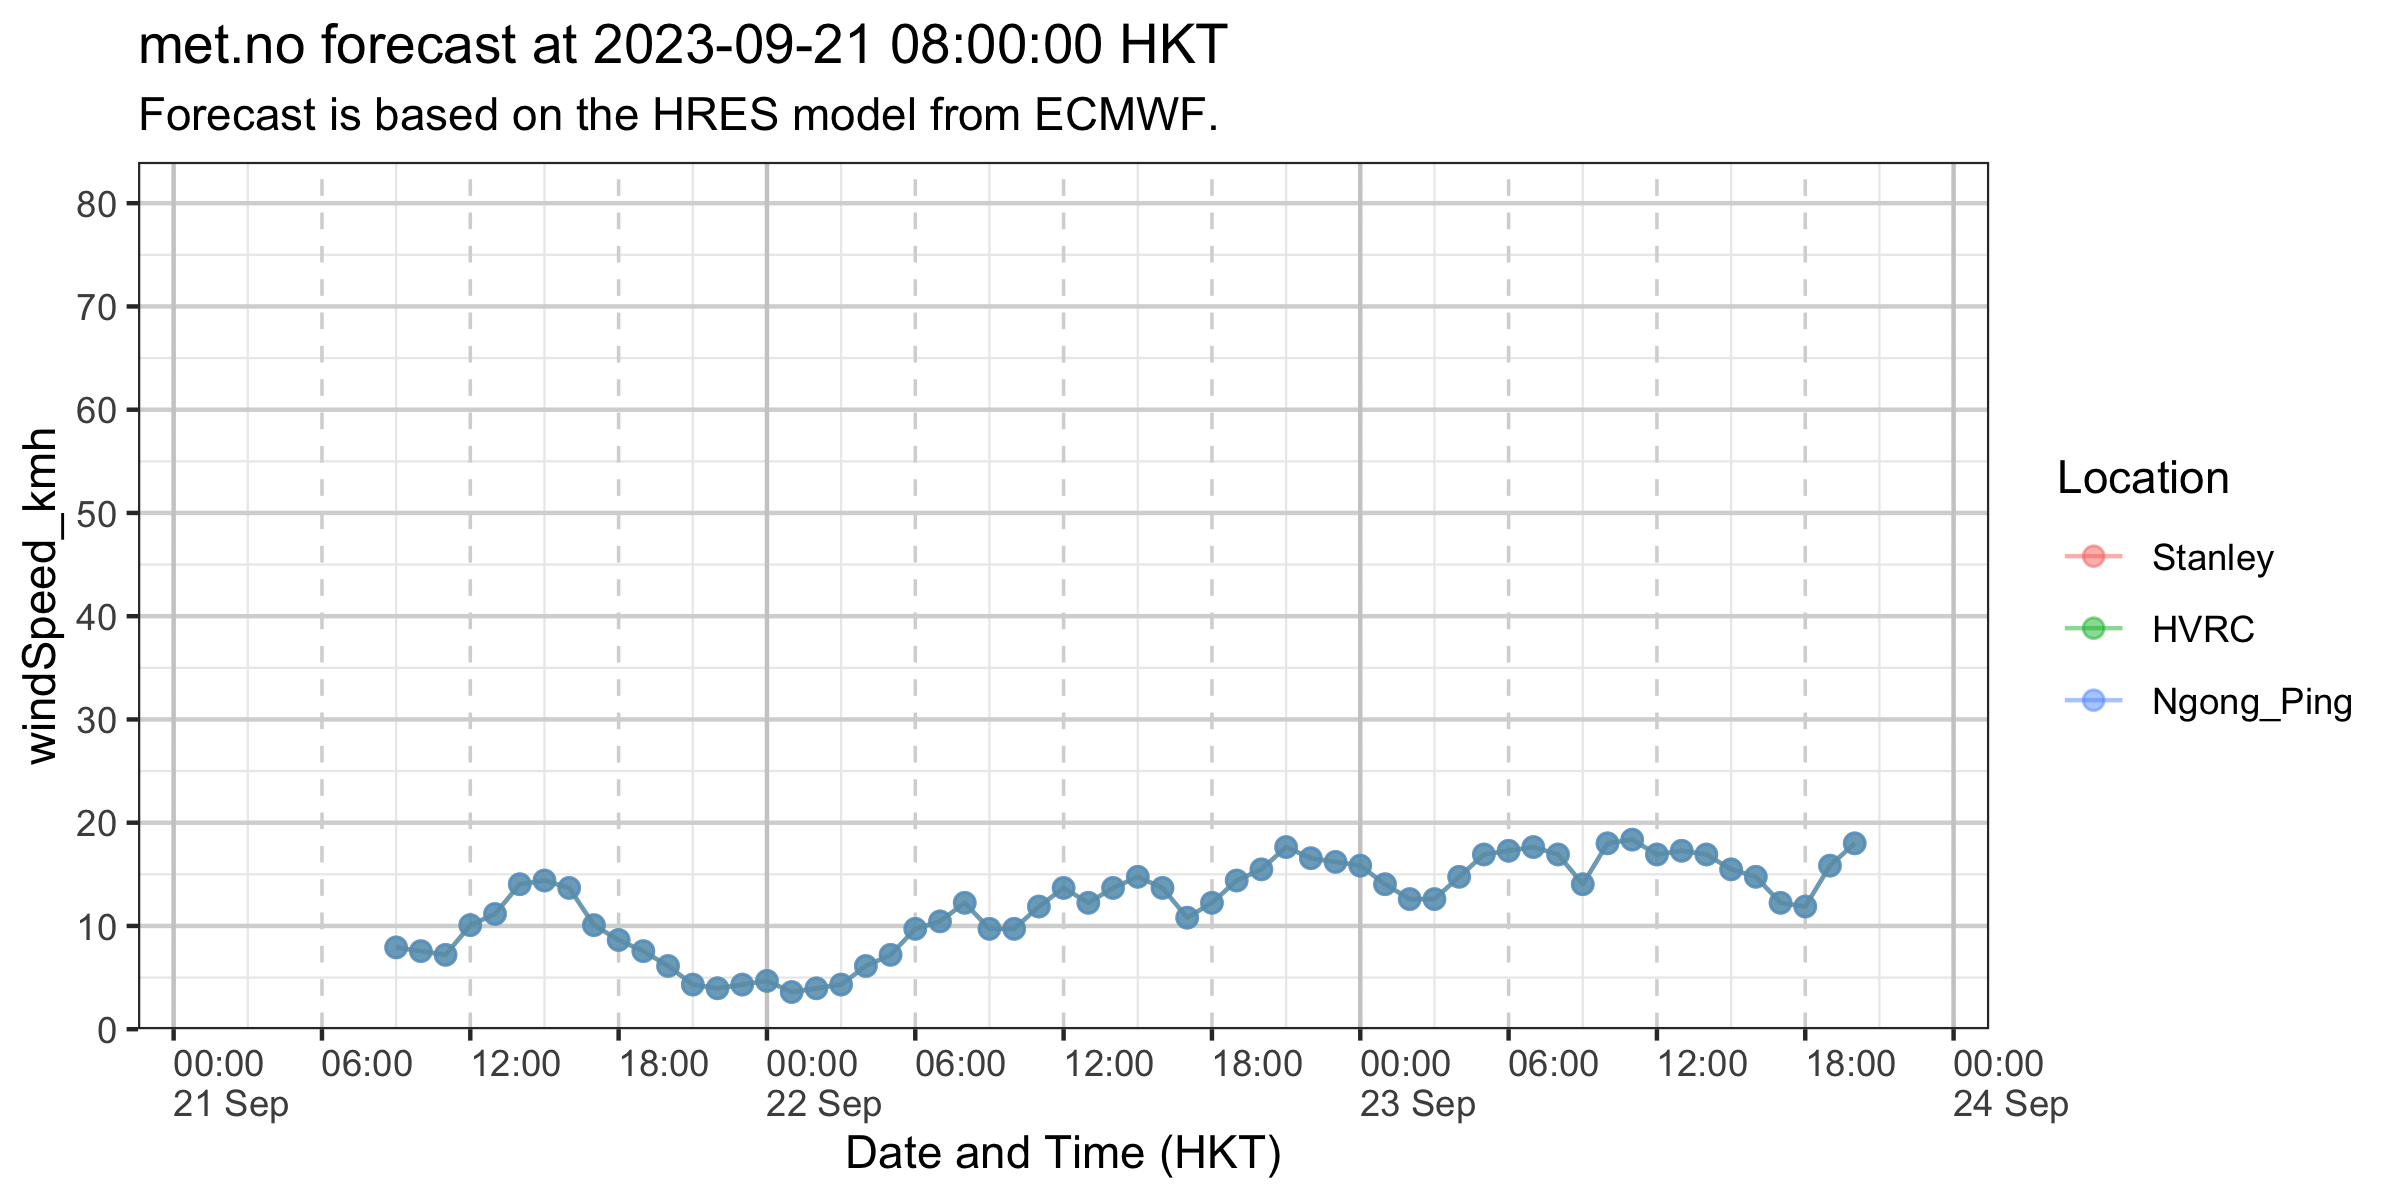 met.no forecast at 2023-09-21 08:00:00 HKT
Forecast is based on the HRES model from ECMWF.
windSpeed_kmh
80
70
60
50
40
30
20
10
0
00:00 06:00 12:00 18:00 00:00 06:00 12:00 18:00 00:00 06:00 12:00 18:00 00:00
21 Sep 22 Sep 23 Sep 24 Sep
Date and Time (HKT)
Location
Stanley
HVRC
Ngong_Ping